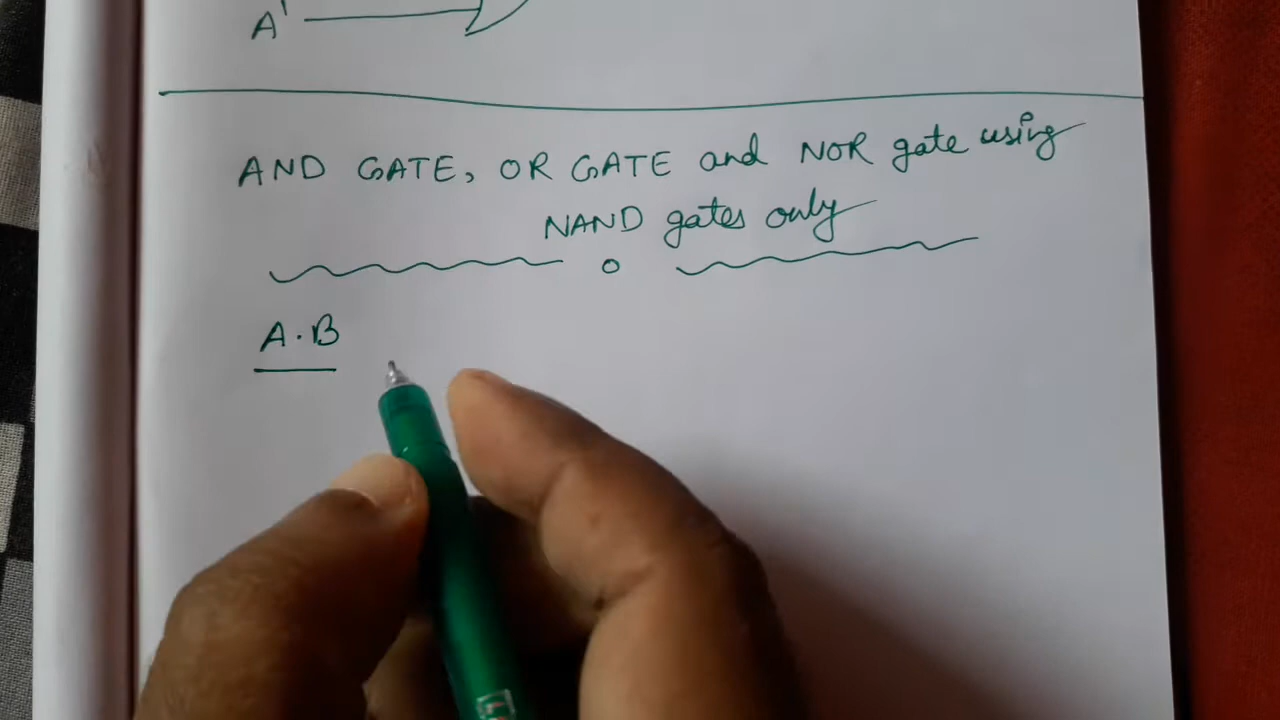 A'
AND GATE, OR GATE and NOR gate using
NAND gates only
A.B